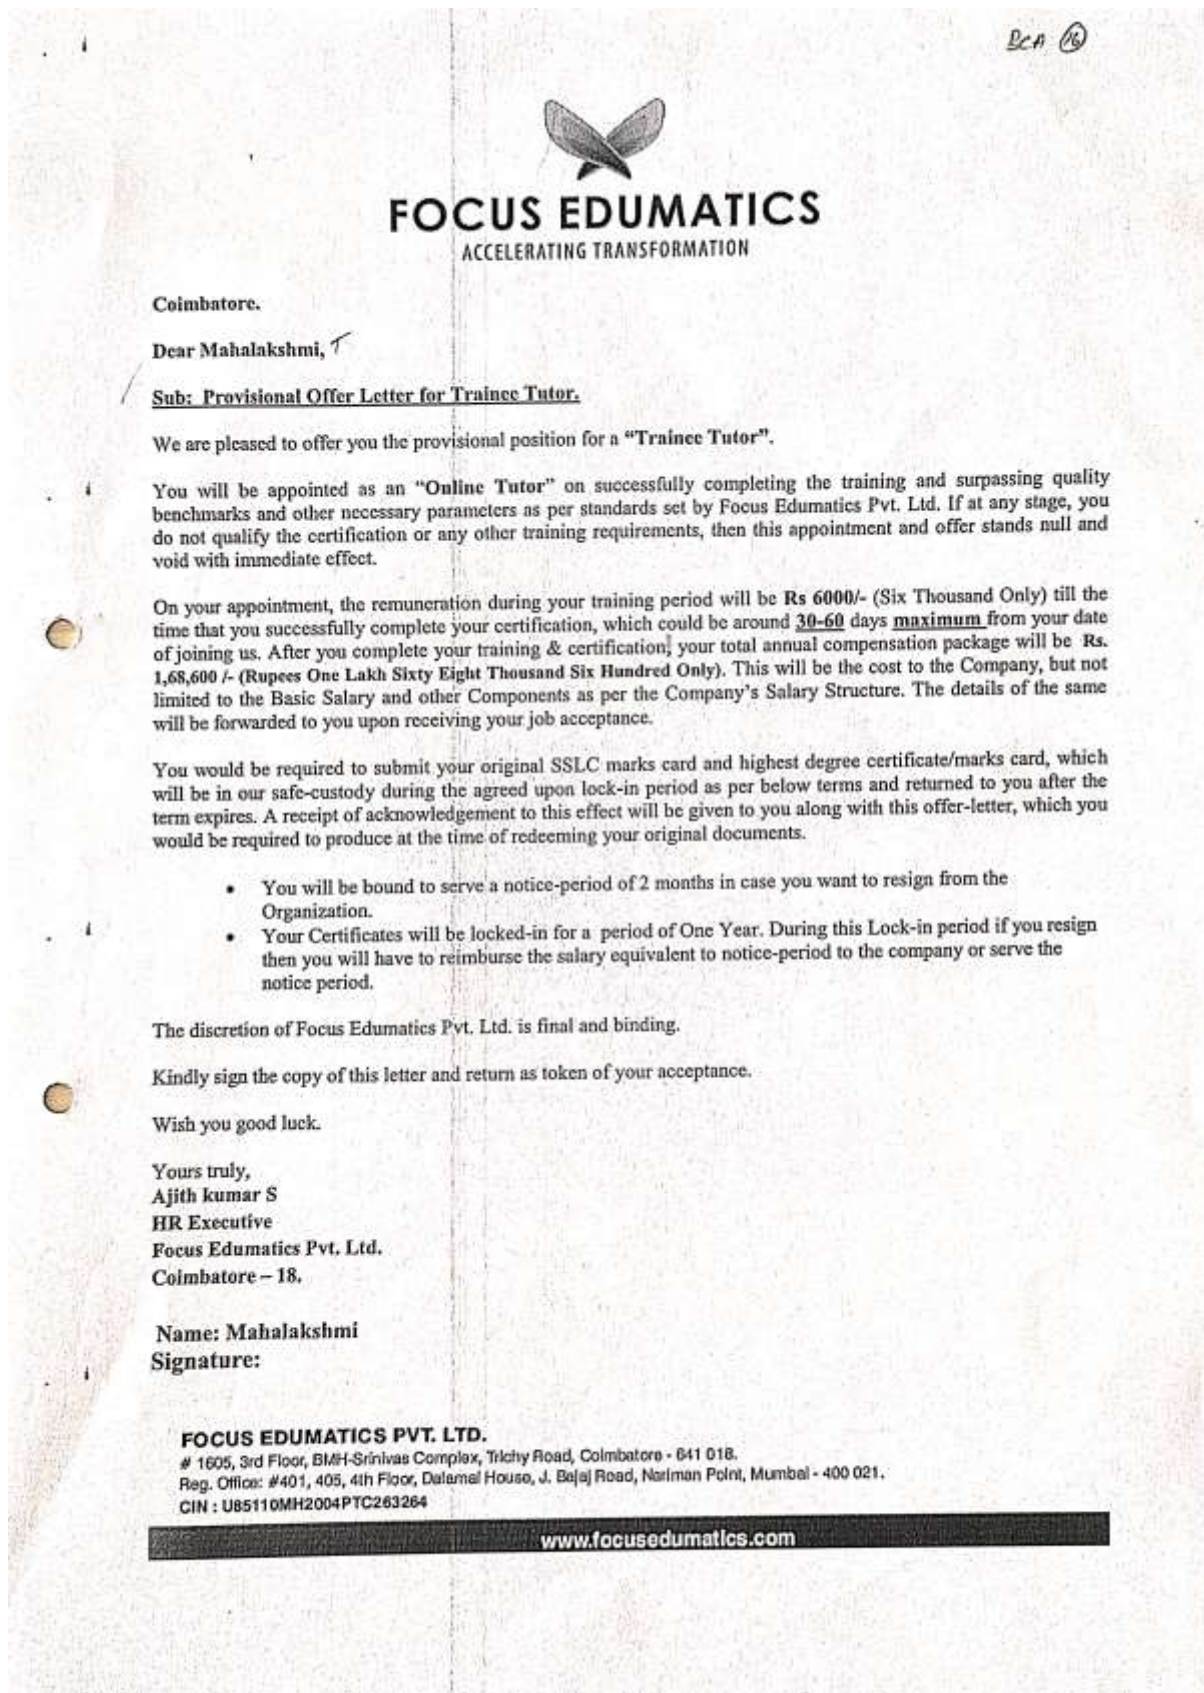 BCA 16
FOCUS EDUMATICS
ACCELERATING TRANSFORMATION
Coimbatore.
Dear Mahalakshmi, T
Sub: Provisional Offer Letter for Trainee Tutor.
We are pleased to offer you the provisional position for a “Trainee Tutor”.
You will be appointed as an “Online Tutor” on successfully completing the training and surpassing quality
benchmarks and other necessary parameters as per standards set by Focus Edumatics Pvt. Ltd. If at any stage, you
do not qualify the certification or any other training requirements, then this appointment and offer stands null and
void with immediate effect.
On your appointment, the remuneration during your training period will be Rs 6000/- (Six Thousand Only) till the
time that you successfully complete your certification, which could be around 30-60 days maximum from your date
of joining us. After you complete your training & certification, your total annual compensation package will be Rs.
1,68,600 /- (Rupees One Lakh Sixty Eight Thousand Six Hundred Only). This will be the cost to the Company, but not
limited to the Basic Salary and other Components as per the Company's Salary Structure. The details of the same
will be forwarded to you upon receiving your job acceptance.
You would be required to submit your original SSLC marks card and highest degree certificate/marks card, which
will be in our safe-custody during the agreed upon lock-in period as per below terms and returned to you after the
term expires. A receipt of acknowledgement to this effect will be given to you along with this offer-letter, which you
would be required to produce at the time of redeeming your original documents.
• You will be bound to serve a notice-period of 2 months in case you want to resign from the
Organization.
• Your Certificates will be locked-in for a period of One Year. During this Lock-in period if you resign
then you will have to reimburse the salary equivalent to notice-period to the company or serve the
notice period.
The discretion of Focus Edumatics Pvt. Ltd. is final and binding.
Kindly sign the copy of this letter and return as token of your acceptance.
Wish you good luck.
Yours truly,
Ajith kumar S
HR Executive
Focus Edumatics Pvt. Ltd.
Coimbatore – 18.
Name: Mahalakshmi
Signature:
FOCUS EDUMATICS PVT. LTD.
# 1605, 3rd Floor, BMH-Srinivas Complex, Trichy Road, Coimbatore - 641 018.
Reg. Office: #401, 405, 4th Floor, Dalamal House, J. Bajaj Road, Nariman Point, Mumbai - 400 021.
CIN : U85110MH2004PTC263264
www.focusedumatics.com